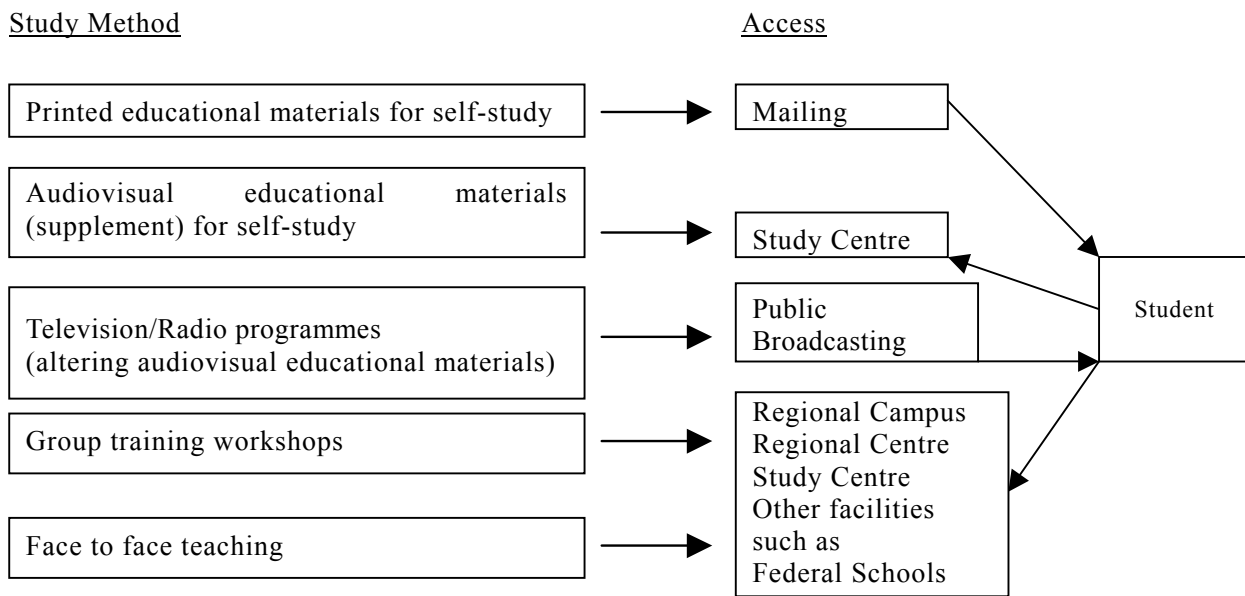 Study Method
Access
Printed educational materials for self-study
Mailing
Audiovisual educational materials
(supplement) for self-study
Study Centre
Television/Radio programmes
(altering audiovisual educational materials)
Public
Broadcasting
Student
Group training workshops
Regional Campus
Regional Centre
Study Centre
Other facilities
such as
Federal Schools
Face to face teaching